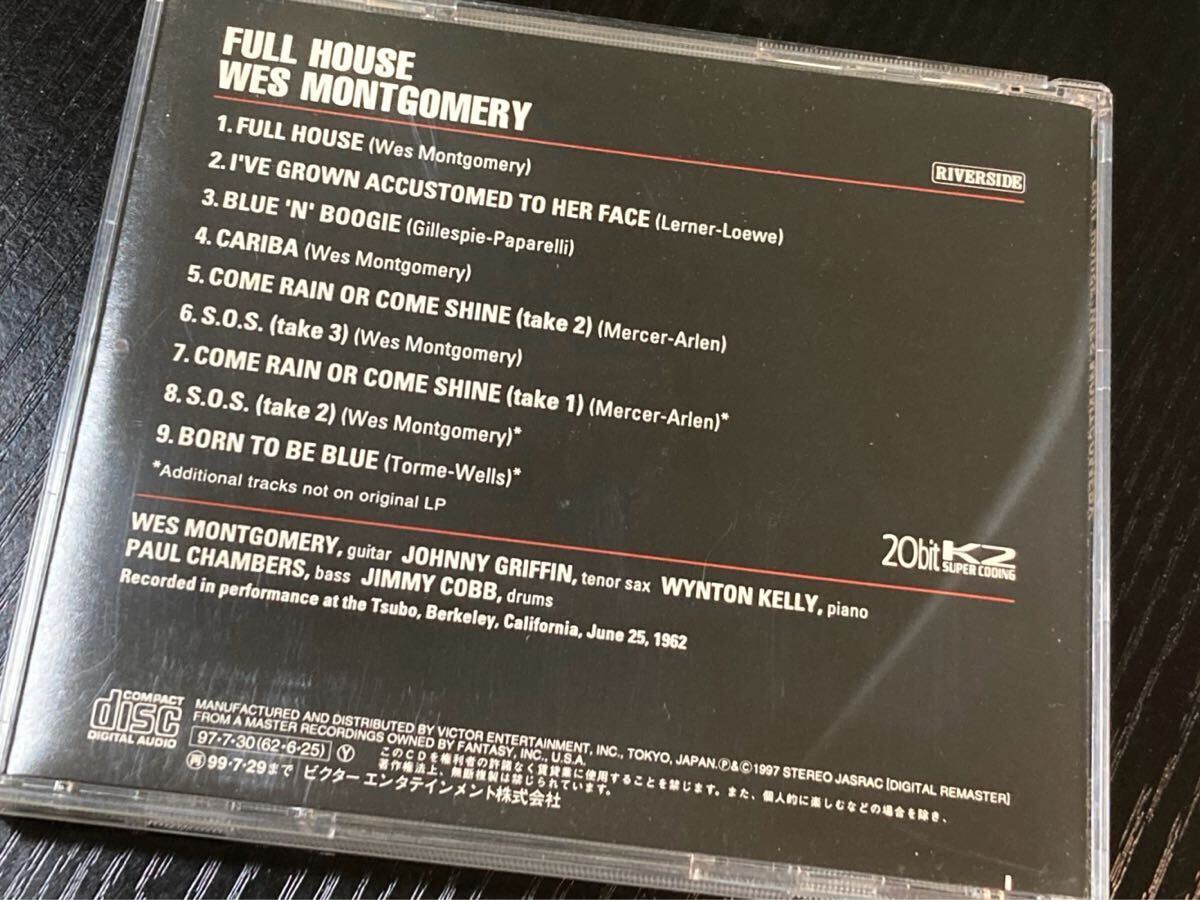 FULL HOUSE
WES MONTGOMERY
RIVERSIDE
1. FULL HOUSE (Wes Montgomery)
2. I'VE GROWN ACCUSTOMED TO HER FACE (Lerner-Loewe)
3. BLUE 'N' BOOGIE (Gillespie-Paparelli)
4. CARIBA (Wes Montgomery)
5. COME RAIN OR COME SHINE (take 2) (Mercer-Arlen)
6. S.O.S. (take 3) (Wes Montgomery)
7. COME RAIN OR COME SHINE (take 1) (Mercer-Arlen)*
8. S.O.S. (take 2) (Wes Montgomery)*
9. BORN TO BE BLUE (Torme-Wells)*
*Additional tracks not on original LP
20bit K2
SUPER CODING
WES MONTGOMERY, guitar JOHNNY GRIFFIN, tenor sax WYNTON KELLY, piano
PAUL CHAMBERS, bass JIMMY COBB, drums
Recorded in performance at the Tsubo, Berkeley, California, June 25, 1962
COMPACT
disc
DIGITAL AUDIO
MANUFACTURED AND DISTRIBUTED BY VICTOR ENTERTAINMENT, INC., TOKYO, JAPAN. Ⓟ&©1997 STEREO JASRAC [DIGITAL REMASTER]
FROM A MASTER RECORDINGS OWNED BY FANTASY, INC., U.S.A.
97・7・30(62・6・25) Ⓨ このCDを権利者の許諾なく賃貸業に使用することを禁じます。また、個人的に楽しむなどの場合を除き、
著作権法上、無断複製は禁じられています。
再99・7・29まで ビクター エンタテインメント株式会社